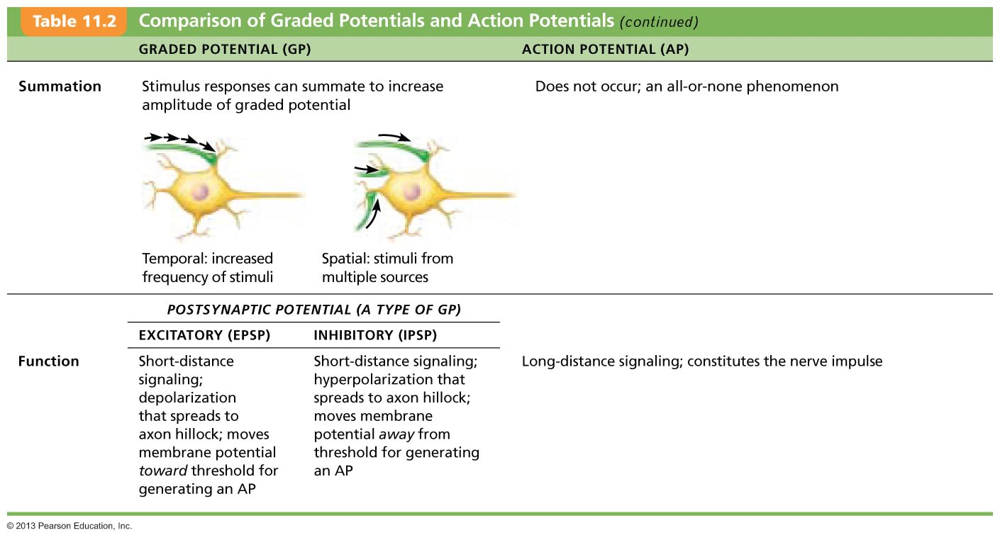 Table 11.2 Comparison of Graded Potentials and Action Potentials (continued)
GRADED POTENTIAL (GP) ACTION POTENTIAL (AP)
Summation
Stimulus responses can summate to increase
amplitude of graded potential
Does not occur; an all-or-none phenomenon
Temporal: increased
frequency of stimuli
Spatial: stimuli from
multiple sources
POSTSYNAPTIC POTENTIAL (A TYPE OF GP)
EXCITATORY (EPSP) INHIBITORY (IPSP)
Function
Short-distance
signaling;
depolarization
that spreads to
axon hillock; moves
membrane potential
toward threshold for
generating an AP
Short-distance signaling;
hyperpolarization that
spreads to axon hillock;
moves membrane
potential away from
threshold for generating
an AP
Long-distance signaling; constitutes the nerve impulse
© 2013 Pearson Education, Inc.